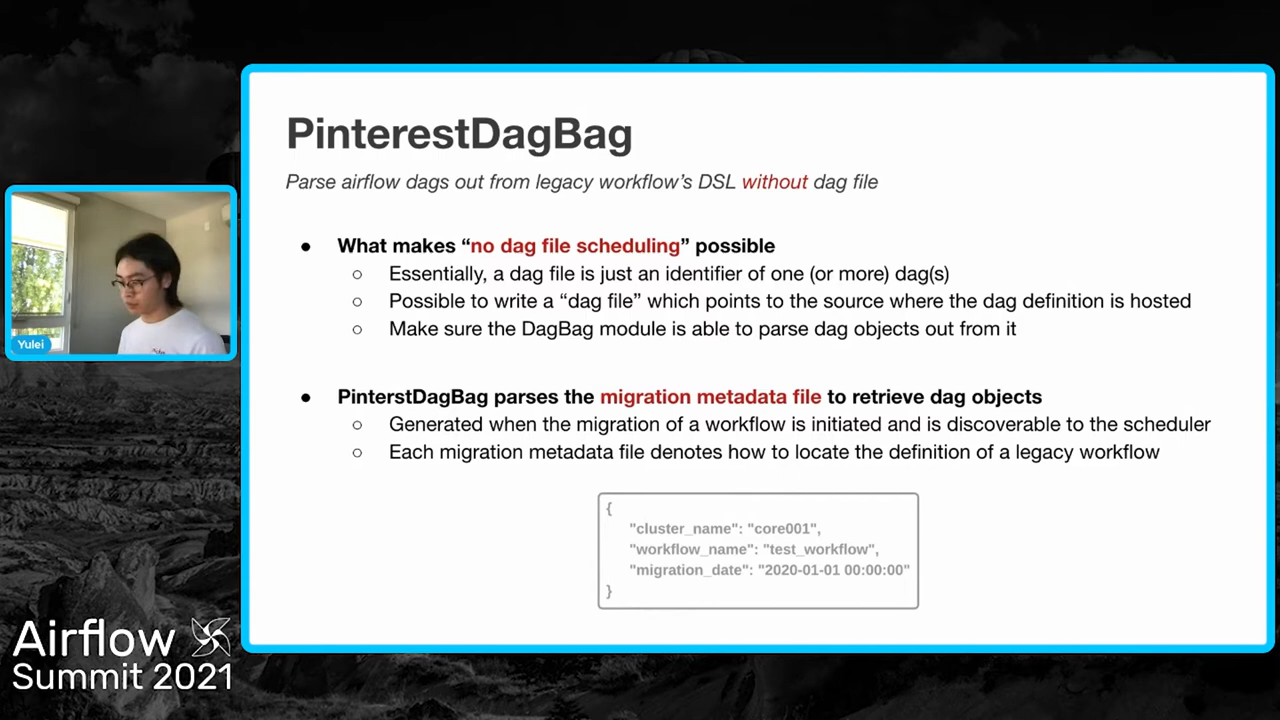 PinterestDagBag
Parse airflow dags out from legacy workflow's DSL without dag file
● What makes “no dag file scheduling” possible
○ Essentially, a dag file is just an identifier of one (or more) dag(s)
○ Possible to write a “dag file” which points to the source where the dag definition is hosted
○ Make sure the DagBag module is able to parse dag objects out from it
● PinterstDagBag parses the migration metadata file to retrieve dag objects
○ Generated when the migration of a workflow is initiated and is discoverable to the scheduler
○ Each migration metadata file denotes how to locate the definition of a legacy workflow
{
"cluster_name": "core001",
"workflow_name": "test_workflow",
"migration_date": "2020-01-01 00:00:00"
}
Yulei
Airflow
Summit 2021